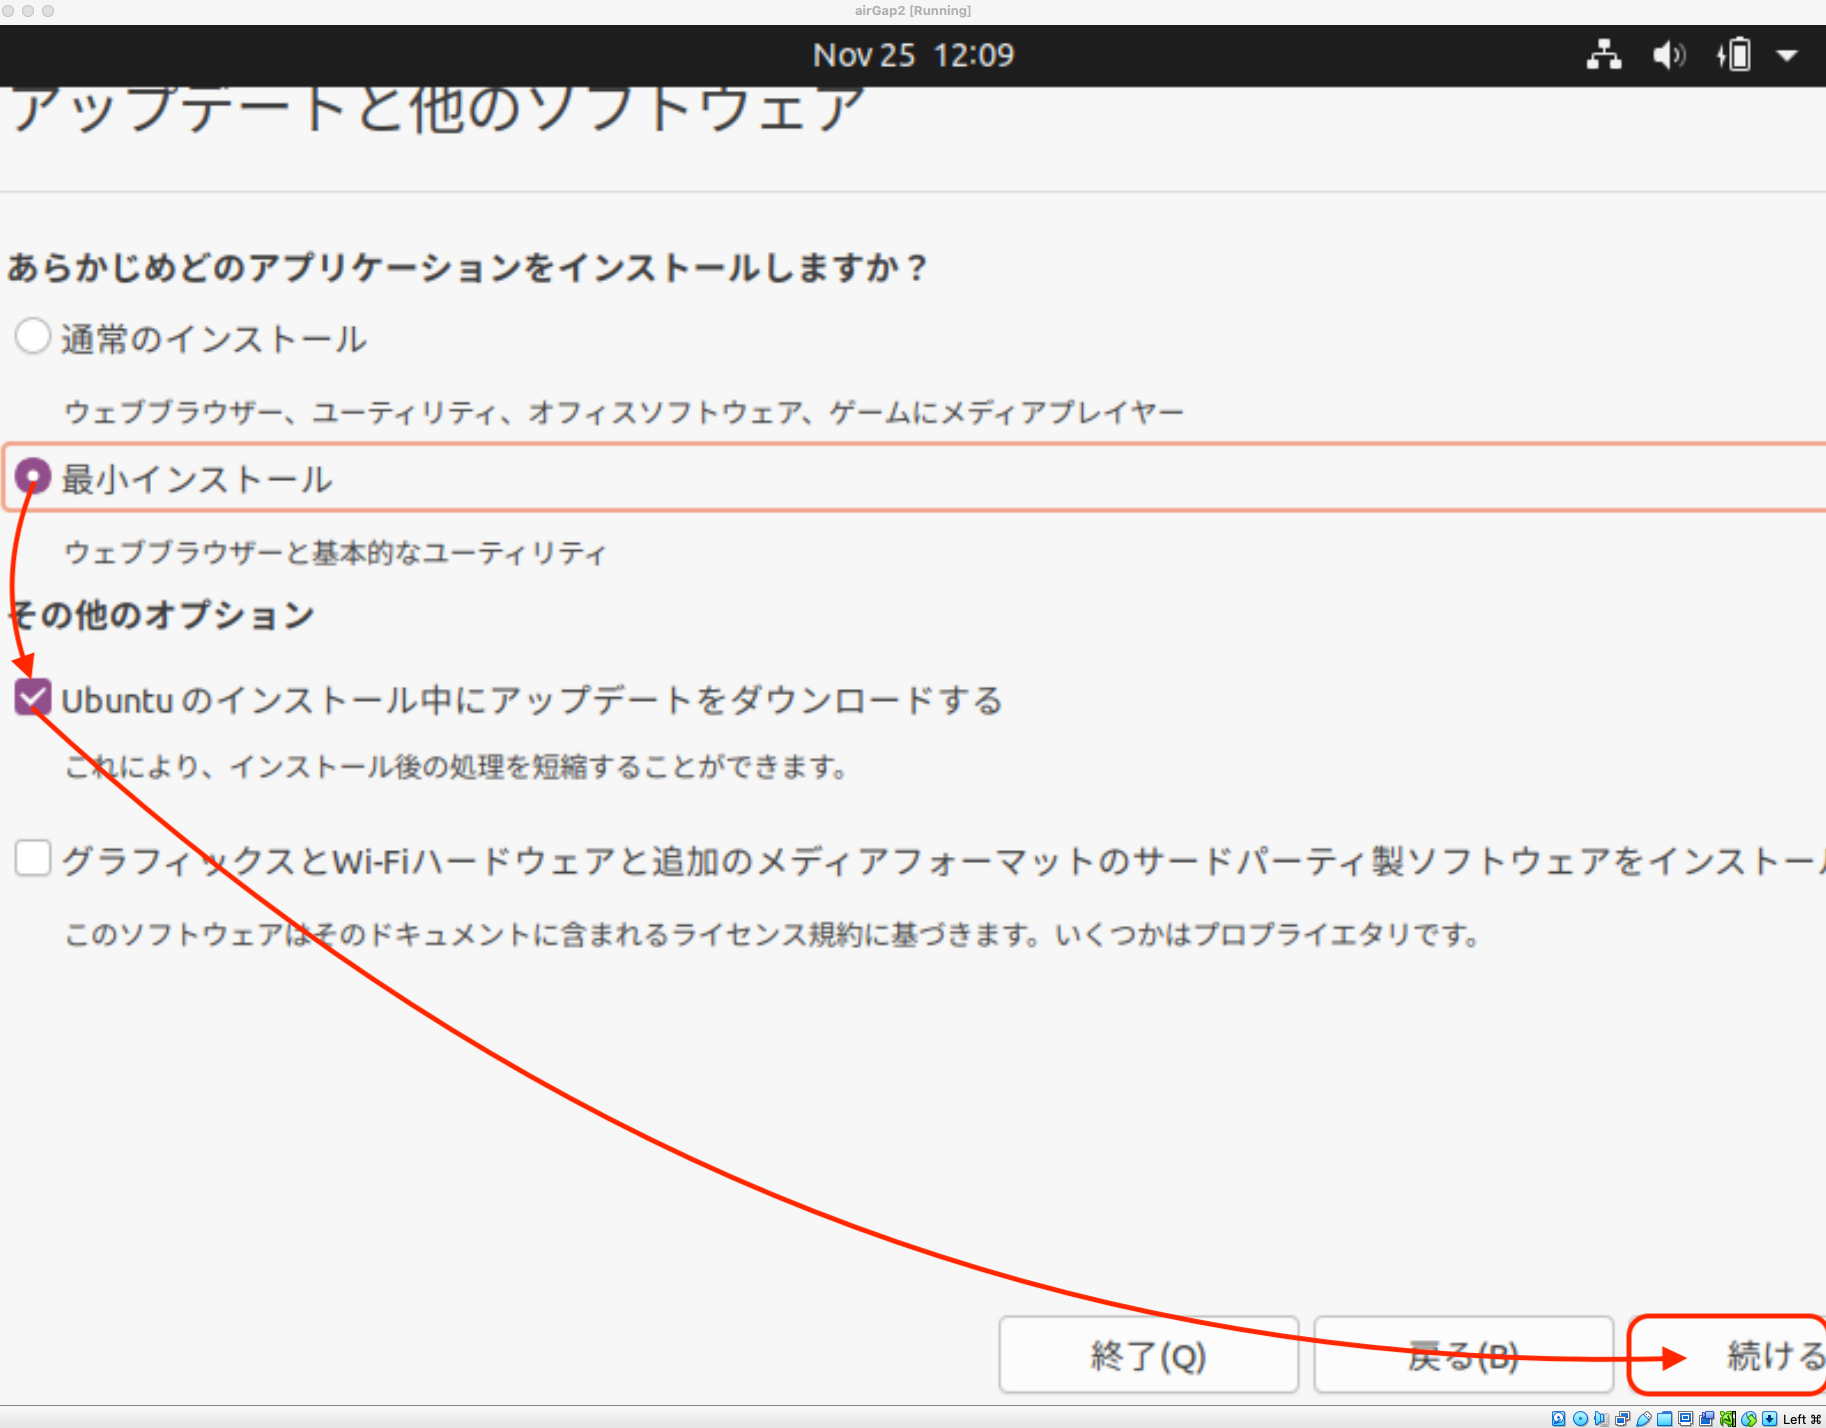 airGap2 [Running]
Nov 25 12:09
アップデートと他のソフトウェア
あらかじめどのアプリケーションをインストールしますか？
通常のインストール
ウェブブラウザー、ユーティリティ、オフィスソフトウェア、ゲームにメディアプレイヤー
最小インストール
ウェブブラウザーと基本的なユーティリティ
その他のオプション
Ubuntu のインストール中にアップデートをダウンロードする
これにより、インストール後の処理を短縮することができます。
グラフィックスとWi-Fiハードウェアと追加のメディアフォーマットのサードパーティ製ソフトウェアをインストール
このソフトウェアはそのドキュメントに含まれるライセンス規約に基づきます。いくつかはプロプライエタリです。
終了(Q) 戻る(B) 続ける
Left ⌘